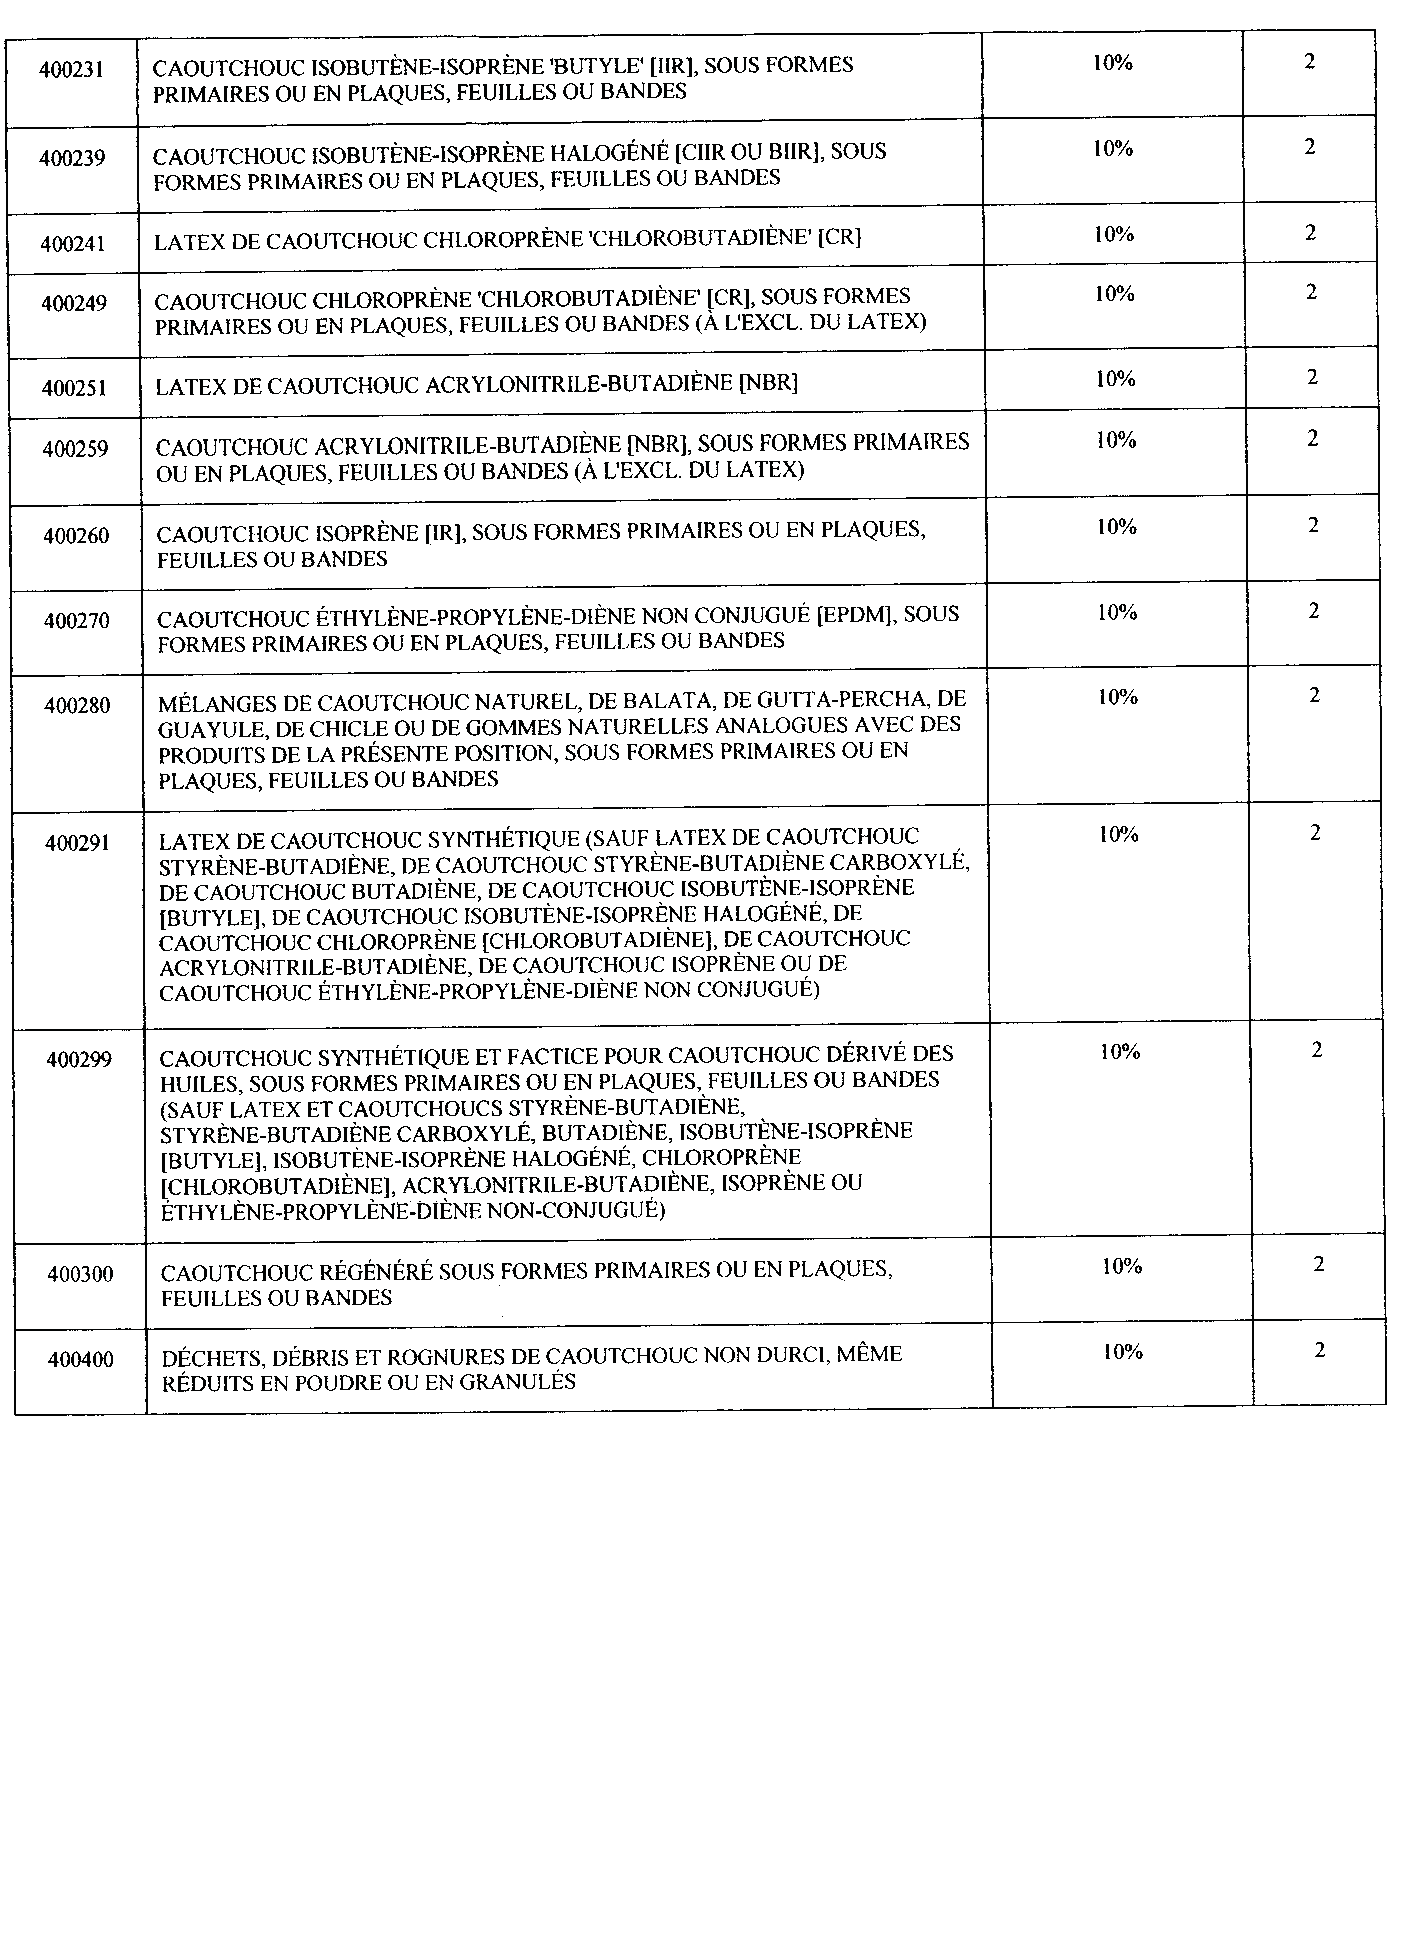 400231 CAOUTCHOUC ISOBUTÈNE-ISOPRÈNE 'BUTYLE' [IIR], SOUS FORMES 10% 2
PRIMAIRES OU EN PLAQUES, FEUILLES OU BANDES
400239 CAOUTCHOUC ISOBUTÈNE-ISOPRÈNE HALOGÉNÉ [CIIR OU BIIR], SOUS 10% 2
FORMES PRIMAIRES OU EN PLAQUES, FEUILLES OU BANDES
400241 LATEX DE CAOUTCHOUC CHLOROPRÈNE 'CHLOROBUTADIÈNE' [CR] 10% 2
400249 CAOUTCHOUC CHLOROPRÈNE 'CHLOROBUTADIÈNE' [CR], SOUS FORMES 10% 2
PRIMAIRES OU EN PLAQUES, FEUILLES OU BANDES (À L'EXCL. DU LATEX)
400251 LATEX DE CAOUTCHOUC ACRYLONITRILE-BUTADIÈNE [NBR] 10% 2
400259 CAOUTCHOUC ACRYLONITRILE-BUTADIÈNE [NBR], SOUS FORMES PRIMAIRES 10% 2
OU EN PLAQUES, FEUILLES OU BANDES (À L'EXCL. DU LATEX)
400260 CAOUTCHOUC ISOPRÈNE [IR], SOUS FORMES PRIMAIRES OU EN PLAQUES, 10% 2
FEUILLES OU BANDES
400270 CAOUTCHOUC ÉTHYLÈNE-PROPYLÈNE-DIÈNE NON CONJUGUÉ [EPDM], SOUS 10% 2
FORMES PRIMAIRES OU EN PLAQUES, FEUILLES OU BANDES
400280 MÉLANGES DE CAOUTCHOUC NATUREL, DE BALATA, DE GUTTA-PERCHA, DE 10% 2
GUAYULE, DE CHICLE OU DE GOMMES NATURELLES ANALOGUES AVEC DES
PRODUITS DE LA PRÉSENTE POSITION, SOUS FORMES PRIMAIRES OU EN
PLAQUES, FEUILLES OU BANDES
400291 LATEX DE CAOUTCHOUC SYNTHÉTIQUE (SAUF LATEX DE CAOUTCHOUC 10% 2
STYRÈNE-BUTADIÈNE, DE CAOUTCHOUC STYRÈNE-BUTADIÈNE CARBOXYLÉ,
DE CAOUTCHOUC BUTADIÈNE, DE CAOUTCHOUC ISOBUTÈNE-ISOPRÈNE
[BUTYLE], DE CAOUTCHOUC ISOBUTÈNE-ISOPRÈNE HALOGÉNÉ, DE
CAOUTCHOUC CHLOROPRÈNE [CHLOROBUTADIÈNE], DE CAOUTCHOUC
ACRYLONITRILE-BUTADIÈNE, DE CAOUTCHOUC ISOPRÈNE OU DE
CAOUTCHOUC ÉTHYLÈNE-PROPYLÈNE-DIÈNE NON CONJUGUÉ)
400299 CAOUTCHOUC SYNTHÉTIQUE ET FACTICE POUR CAOUTCHOUC DÉRIVÉ DES 10% 2
HUILES, SOUS FORMES PRIMAIRES OU EN PLAQUES, FEUILLES OU BANDES
(SAUF LATEX ET CAOUTCHOUCS STYRÈNE-BUTADIÈNE,
STYRÈNE-BUTADIÈNE CARBOXYLÉ, BUTADIÈNE, ISOBUTÈNE-ISOPRÈNE
[BUTYLE], ISOBUTÈNE-ISOPRÈNE HALOGÉNÉ, CHLOROPRÈNE
[CHLOROBUTADIÈNE], ACRYLONITRILE-BUTADIÈNE, ISOPRÈNE OU
ÉTHYLÈNE-PROPYLÈNE-DIÈNE NON-CONJUGUÉ)
400300 CAOUTCHOUC RÉGÉNÉRÉ SOUS FORMES PRIMAIRES OU EN PLAQUES, 10% 2
FEUILLES OU BANDES
400400 DÉCHETS, DÉBRIS ET ROGNURES DE CAOUTCHOUC NON DURCI, MÊME 10% 2
RÉDUITS EN POUDRE OU EN GRANULÉS